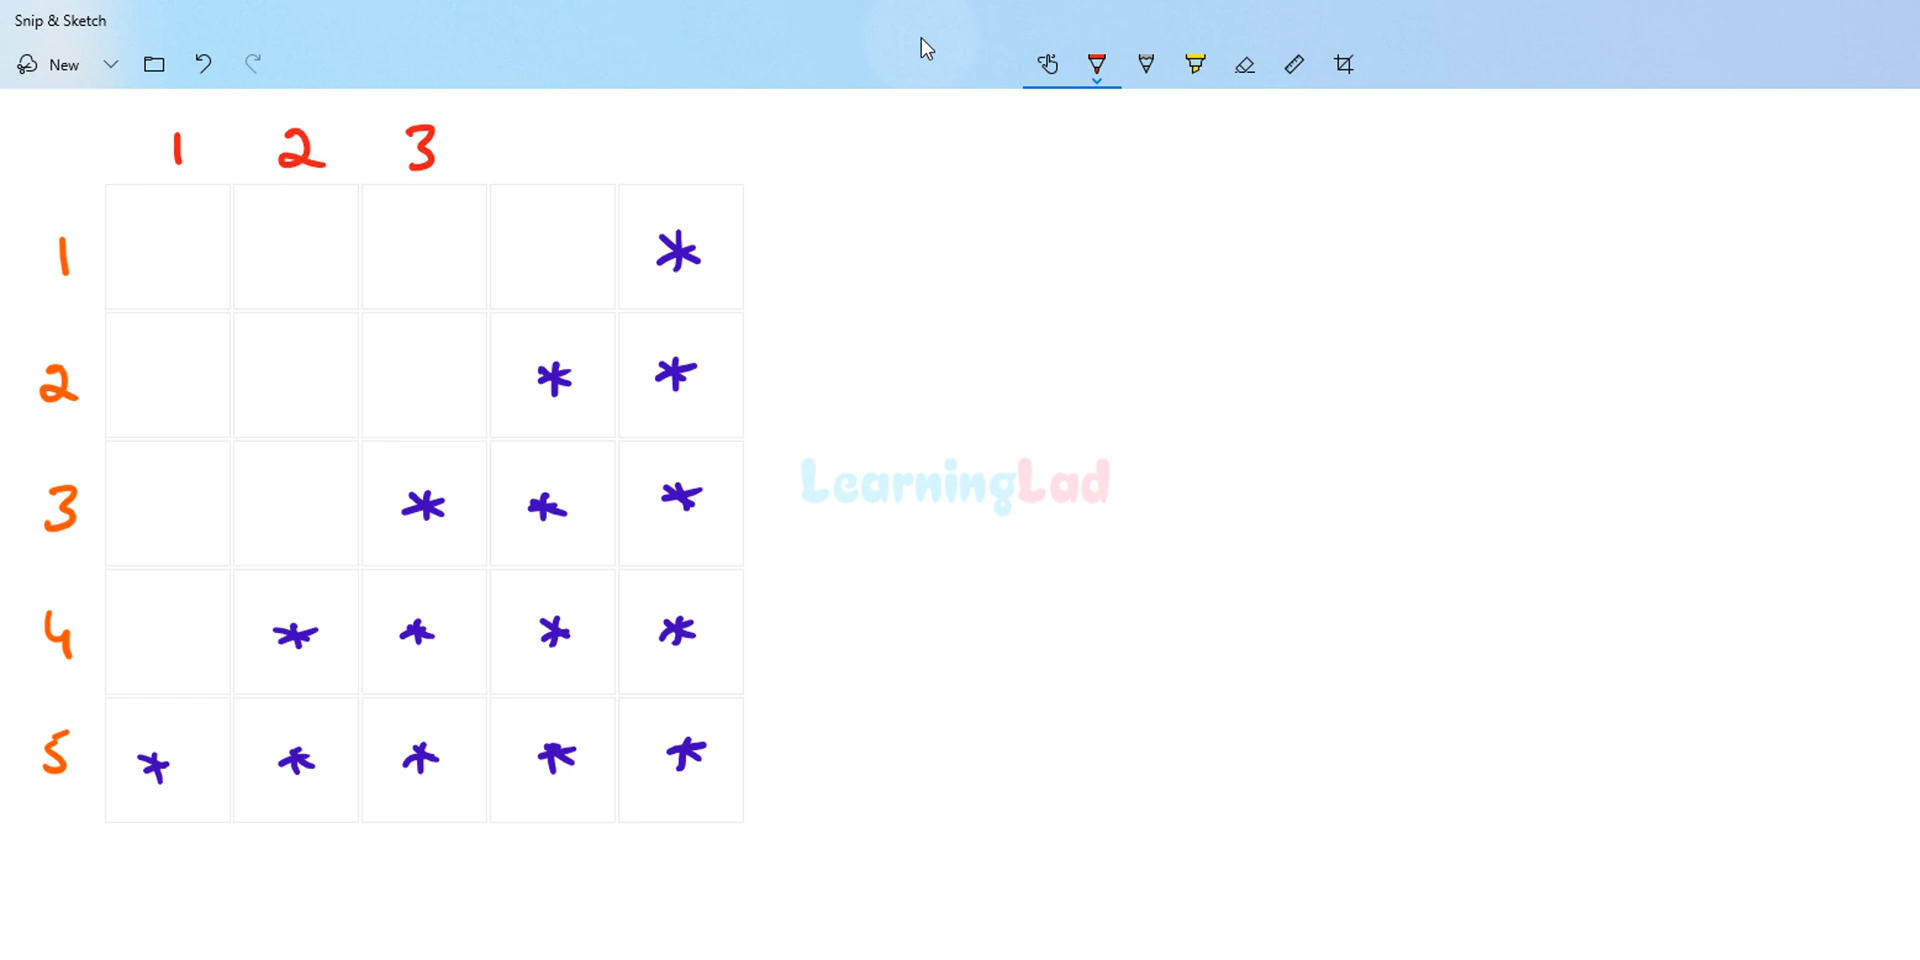 Snip & Sketch
New
1 2 3
1 *
2 * *
3 * * *
4 * * * *
5 * * * * *
LearningLad